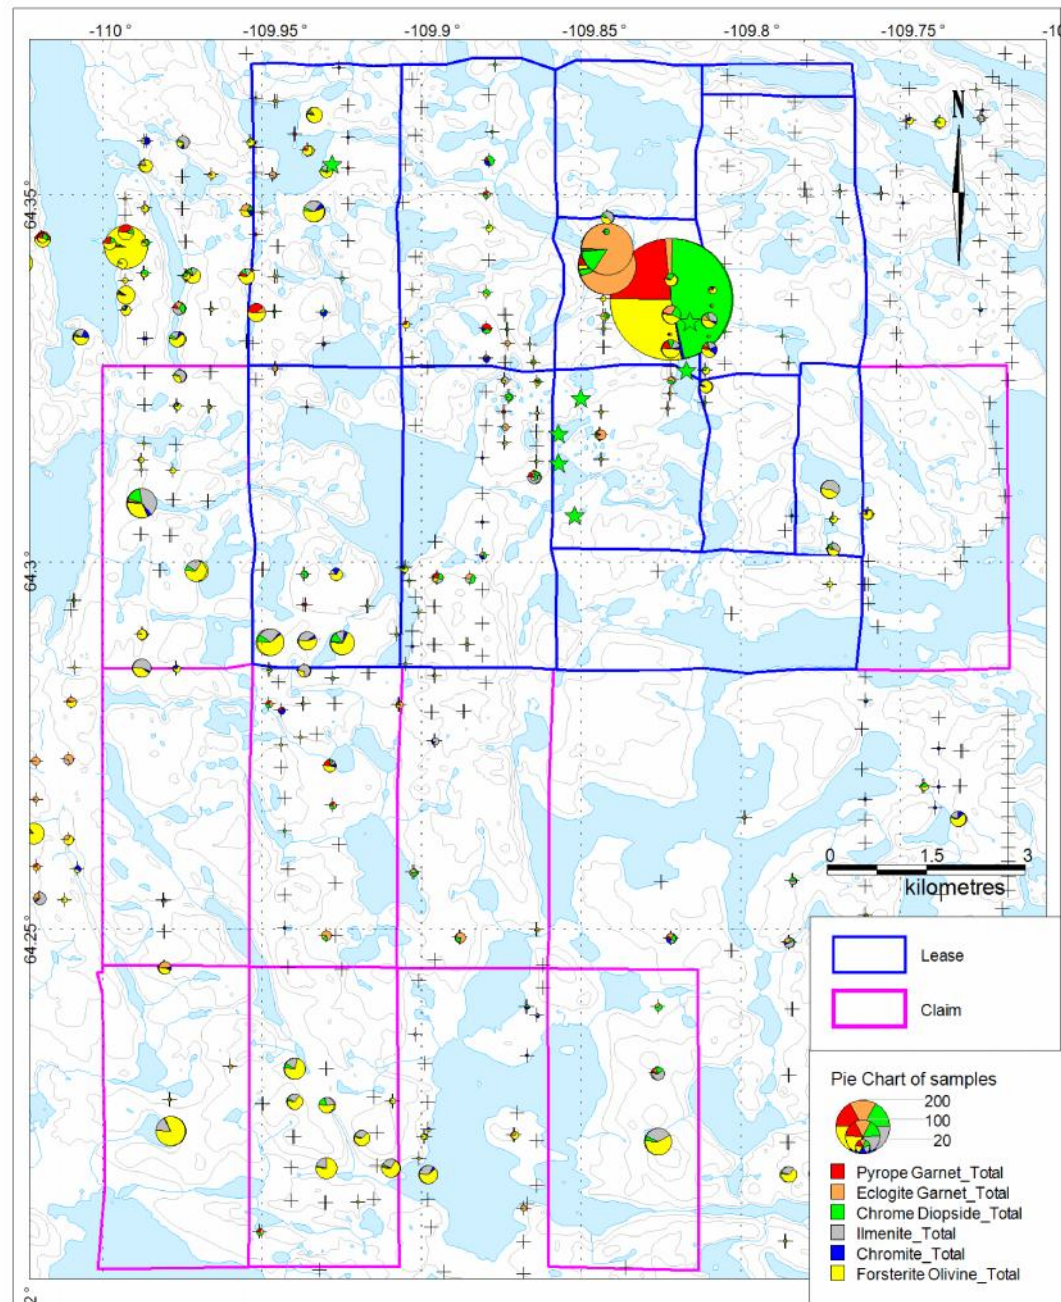 -110° -109.95° -109.9° -109.85° -109.8° -109.75° -10
N
64.35°
64.3°
64.25°
2°
0 1.5 3
kilometres
Lease
Claim
Pie Chart of samples
200
100
20
Pyrope Garnet_Total
Eclogite Garnet_Total
Chrome Diopside_Total
Ilmenite_Total
Chromite_Total
Forsterite Olivine_Total